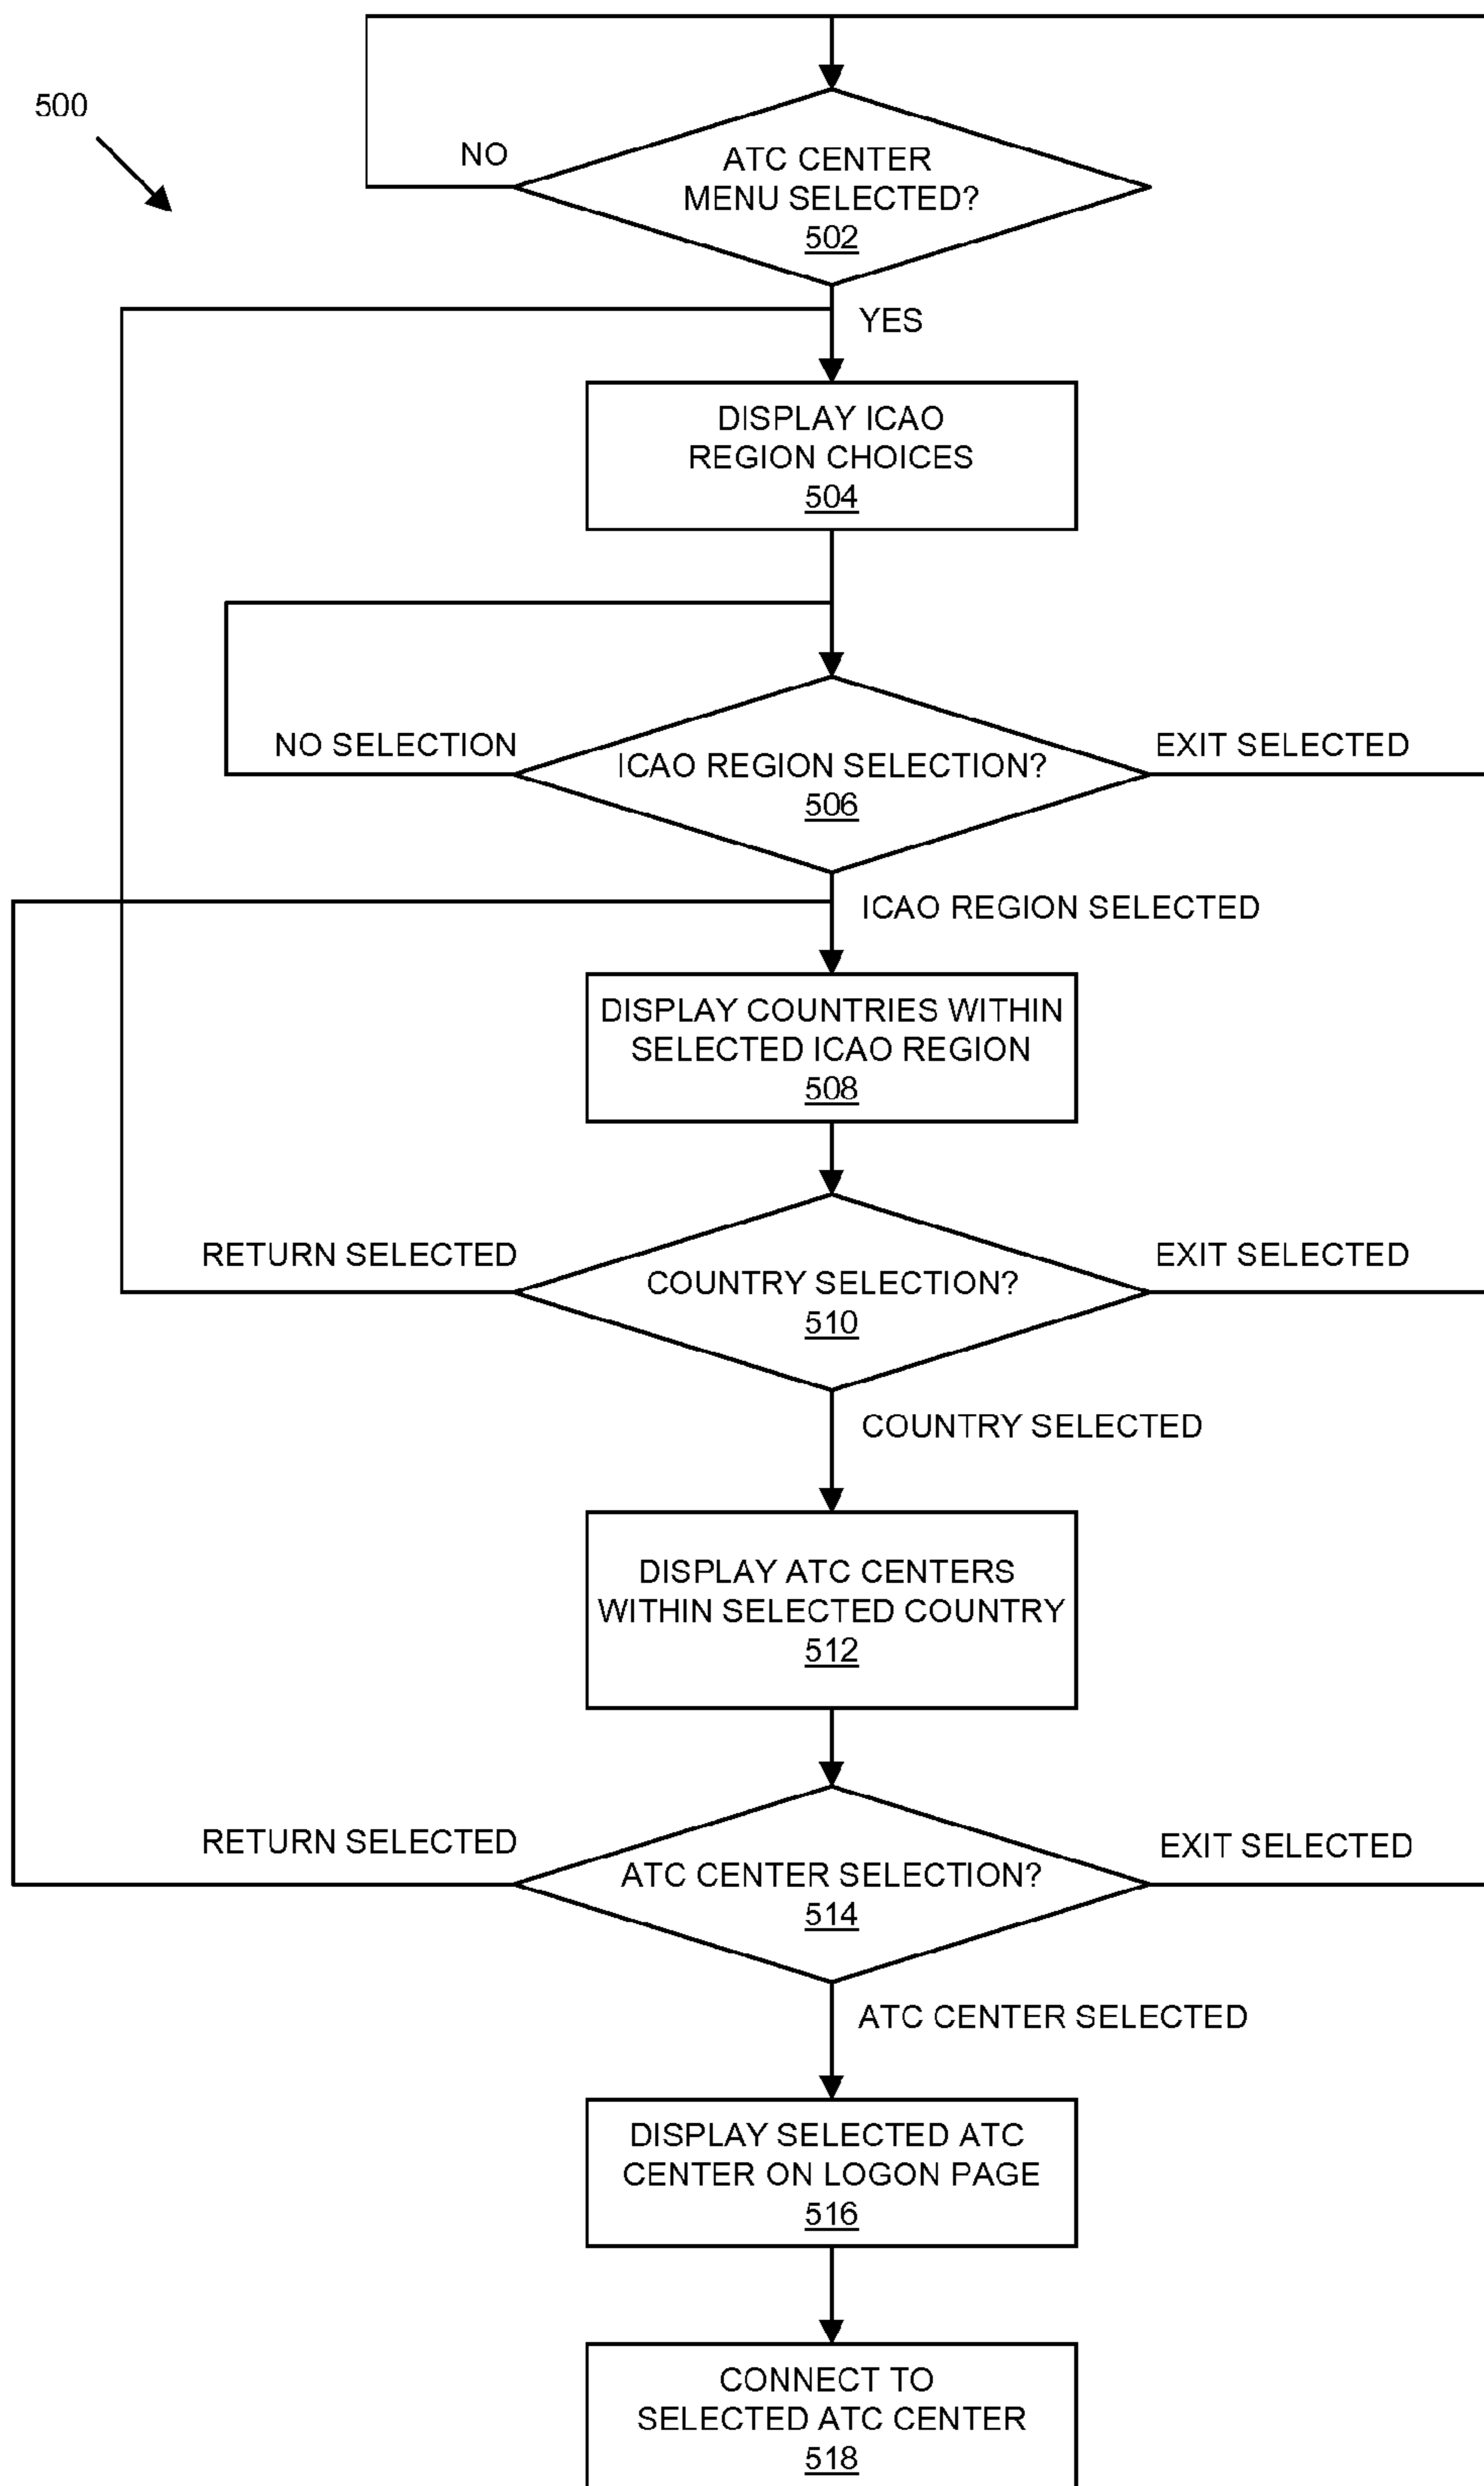 500
NO
ATC CENTER
MENU SELECTED?
502
YES
DISPLAY ICAO
REGION CHOICES
504
NO SELECTION
ICAO REGION SELECTION?
506
EXIT SELECTED
ICAO REGION SELECTED
DISPLAY COUNTRIES WITHIN
SELECTED ICAO REGION
508
RETURN SELECTED
COUNTRY SELECTION?
510
EXIT SELECTED
COUNTRY SELECTED
DISPLAY ATC CENTERS
WITHIN SELECTED COUNTRY
512
RETURN SELECTED
ATC CENTER SELECTION?
514
EXIT SELECTED
ATC CENTER SELECTED
DISPLAY SELECTED ATC
CENTER ON LOGON PAGE
516
CONNECT TO
SELECTED ATC CENTER
518